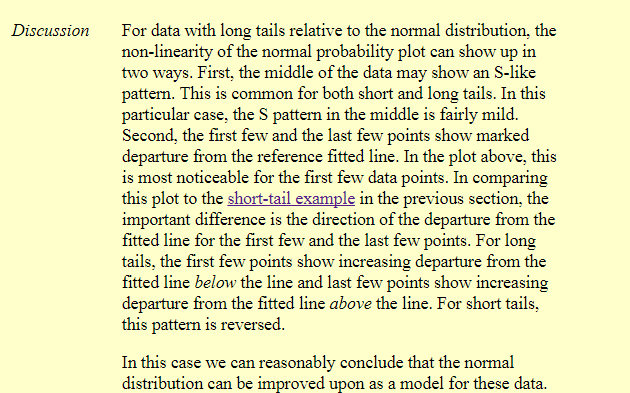 Discussion
For data with long tails relative to the normal distribution, the
non-linearity of the normal probability plot can show up in
two ways. First, the middle of the data may show an S-like
pattern. This is common for both short and long tails. In this
particular case, the S pattern in the middle is fairly mild.
Second, the first few and the last few points show marked
departure from the reference fitted line. In the plot above, this
is most noticeable for the first few data points. In comparing
this plot to the short-tail example in the previous section, the
important difference is the direction of the departure from the
fitted line for the first few and the last few points. For long
tails, the first few points show increasing departure from the
fitted line below the line and last few points show increasing
departure from the fitted line above the line. For short tails,
this pattern is reversed.
In this case we can reasonably conclude that the normal
distribution can be improved upon as a model for these data.